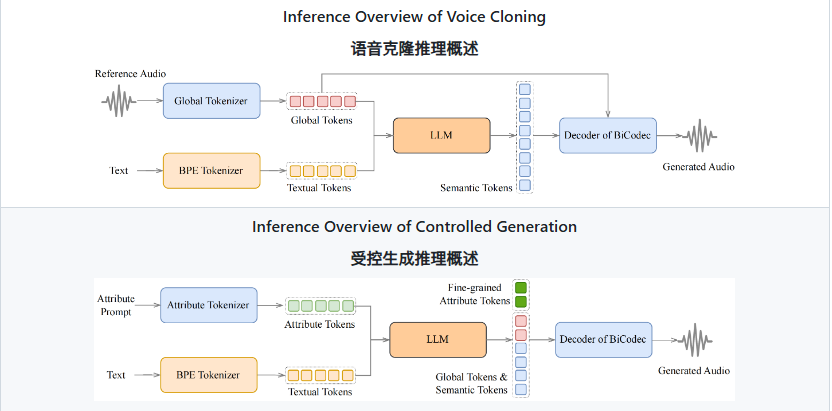 Inference Overview of Voice Cloning
语音克隆推理概述
Reference Audio
Global Tokenizer
Global Tokens
LLM
Decoder of BiCodec
Generated Audio
Text
BPE Tokenizer
Textual Tokens
Semantic Tokens
Inference Overview of Controlled Generation
受控生成推理概述
Fine-grained
Attribute Tokens
Attribute
Prompt
Attribute Tokenizer
Attribute Tokens
LLM
Decoder of BiCodec
Generated Audio
Text
BPE Tokenizer
Textual Tokens
Global Tokens &
Semantic Tokens